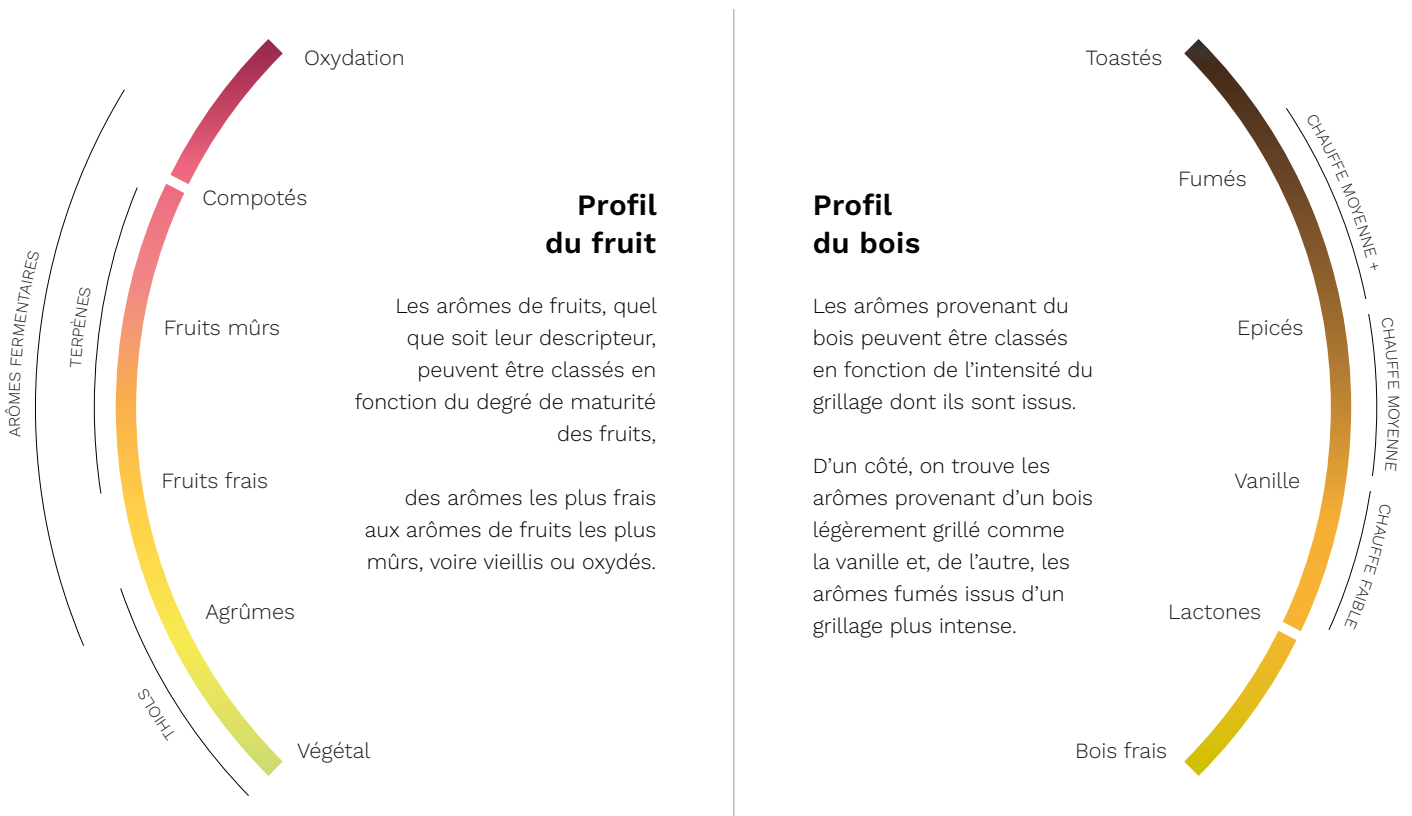 Oxydation
Compotés
Fruits mûrs
Fruits frais
Agrûmes
Végétal
ARÔMES FERMENTAIRES
TERPÈNES
THIOLS
Profil
du fruit
Les arômes de fruits, quel
que soit leur descripteur,
peuvent être classés en
fonction du degré de maturité
des fruits,
des arômes les plus frais
aux arômes de fruits les plus
mûrs, voire vieillis ou oxydés.
Profil
du bois
Les arômes provenant du
bois peuvent être classés
en fonction de l’intensité du
grillage dont ils sont issus.
D’un côté, on trouve les
arômes provenant d’un bois
légèrement grillé comme
la vanille et, de l’autre, les
arômes fumés issus d’un
grillage plus intense.
Toastés
Fumés
Epicés
Vanille
Lactones
Bois frais
CHAUFFE MOYENNE +
CHAUFFE MOYENNE
CHAUFFE FAIBLE